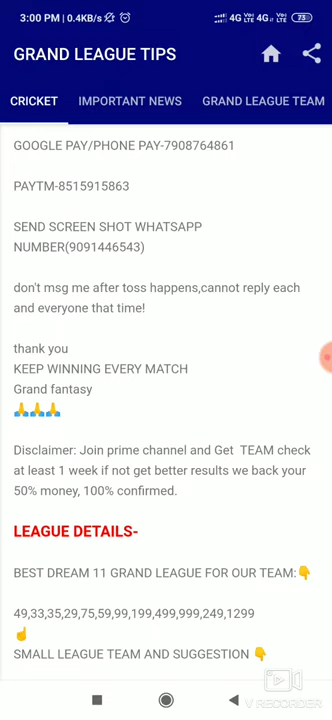 3:00 PM | 0.4KB/s 4G VoLTE 4G VoLTE 73
GRAND LEAGUE TIPS
CRICKET IMPORTANT NEWS GRAND LEAGUE TEAM
GOOGLE PAY/PHONE PAY-7908764861
PAYTM-8515915863
SEND SCREEN SHOT WHATSAPP
NUMBER(9091446543)
don't msg me after toss happens,cannot reply each
and everyone that time!
thank you
KEEP WINNING EVERY MATCH
Grand fantasy
🙏🙏🙏
Disclaimer: Join prime channel and Get TEAM check
at least 1 week if not get better results we back your
50% money, 100% confirmed.
LEAGUE DETAILS-
BEST DREAM 11 GRAND LEAGUE FOR OUR TEAM:👇
49,33,35,29,75,59,99,199,499,999,249,1299
☝️
SMALL LEAGUE TEAM AND SUGGESTION 👇
V RECORDER